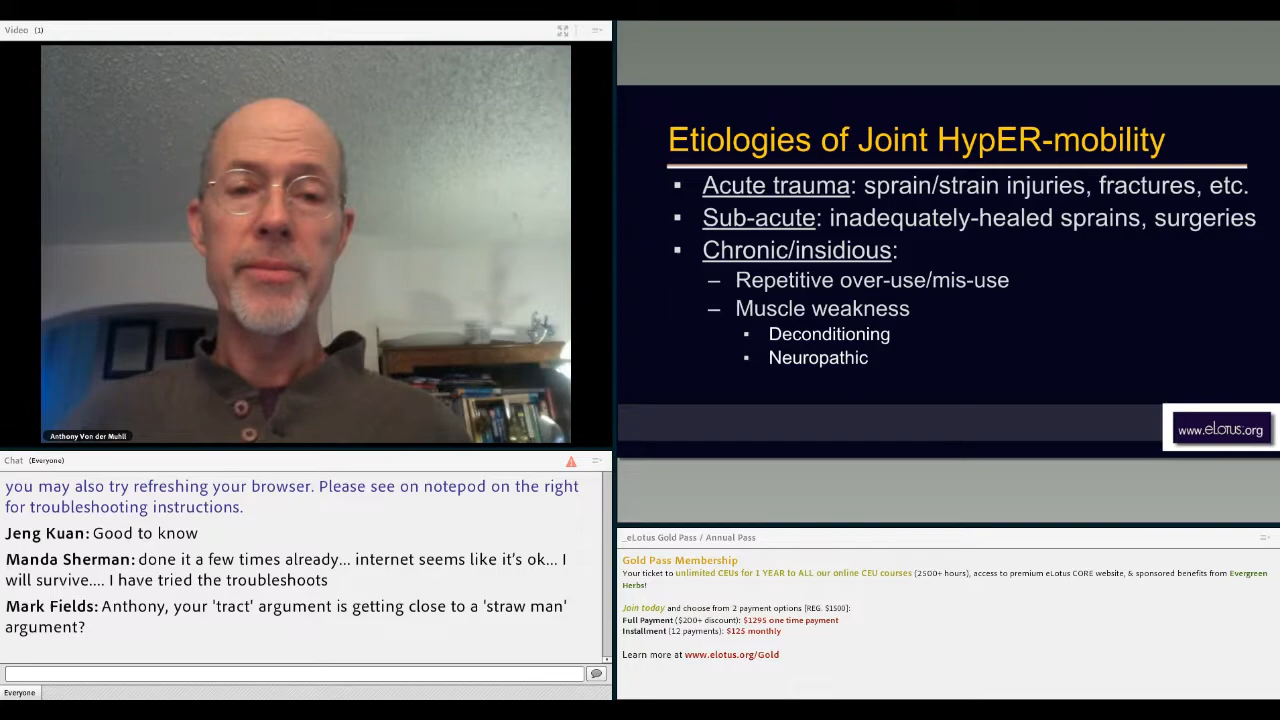 Video (1)
Anthony Von der Muhll
Etiologies of Joint HypER-mobility
▪ Acute trauma: sprain/strain injuries, fractures, etc.
▪ Sub-acute: inadequately-healed sprains, surgeries
▪ Chronic/insidious:
– Repetitive over-use/mis-use
– Muscle weakness
▪ Deconditioning
▪ Neuropathic
www.eLotus.org
Chat (Everyone)
you may also try refreshing your browser. Please see on notepod on the right
for troubleshooting instructions.
Jeng Kuan: Good to know
Manda Sherman: done it a few times already... internet seems like it's ok... I
will survive.... I have tried the troubleshoots
Mark Fields: Anthony, your 'tract' argument is getting close to a 'straw man'
argument?
Everyone
_eLotus Gold Pass / Annual Pass
Gold Pass Membership
Your ticket to unlimited CEUs for 1 YEAR to ALL our online CEU courses (2500+ hours), access to premium eLotus CORE website, & sponsored benefits from Evergreen
Herbs!
Join today and choose from 2 payment options [REG. $1500]:
Full Payment ($200+ discount): $1295 one time payment
Installment (12 payments): $125 monthly
Learn more at www.elotus.org/Gold